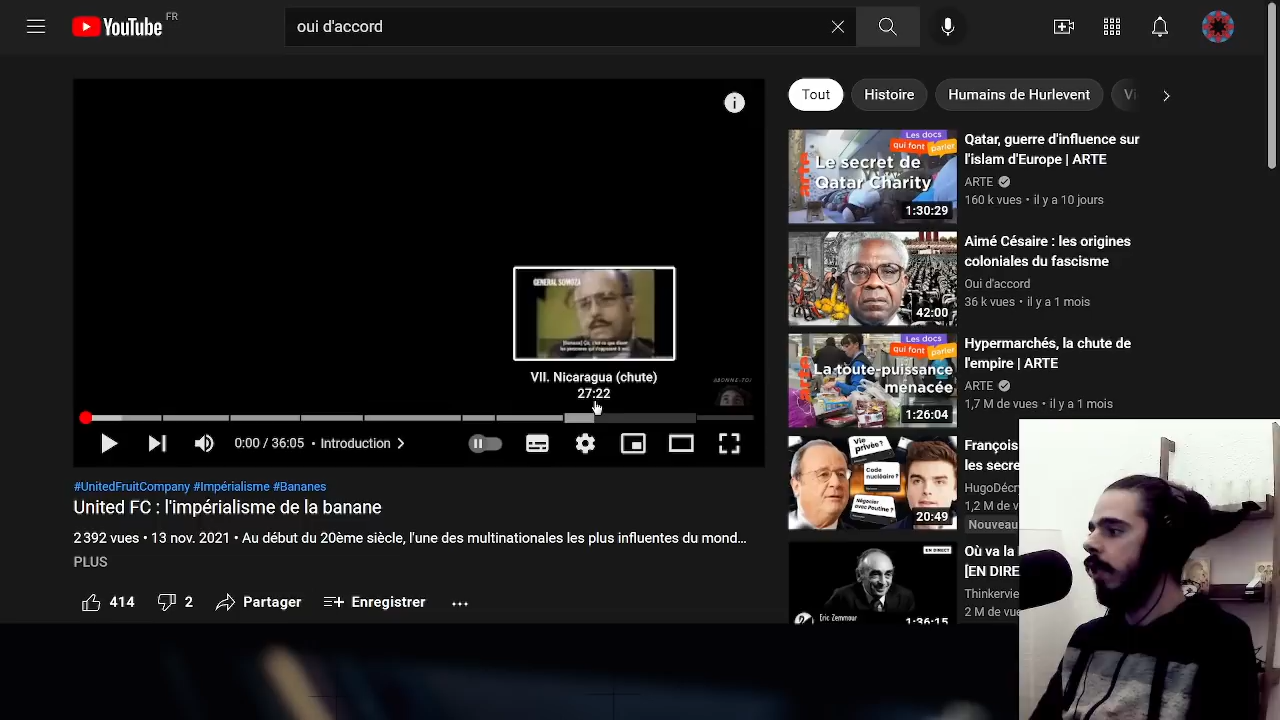 YouTube FR
oui d'accord
Tout
Histoire
Humains de Hurlevent
Vi
GENERAL SOMOZA
VII. Nicaragua (chute)
27:22
ABONNE-TOI
0:00 / 36:05 • Introduction
#UnitedFruitCompany #Impérialisme #Bananes
United FC : l'impérialisme de la banane
2 392 vues • 13 nov. 2021 • Au début du 20ème siècle, l'une des multinationales les plus influentes du mond...
PLUS
414
2
Partager
Enregistrer
Les docs
qui font parler
arte
Le secret de
Qatar Charity
1:30:29
Qatar, guerre d'influence sur
l'islam d'Europe | ARTE
ARTE
160 k vues • il y a 10 jours
42:00
Aimé Césaire : les origines
coloniales du fascisme
Oui d'accord
36 k vues • il y a 1 mois
Les docs
qui font parler
arte
La toute-puissance
menacée
1:26:04
Hypermarchés, la chute de
l'empire | ARTE
ARTE
1,7 M de vues • il y a 1 mois
Vie
privée ?
Code
nucléaire ?
Négocier
avec Poutine ?
20:49
François
les secre
HugoDécr
1,2 M de v
Nouveau
EN DIRECT
Eric Zemmour
1:36:15
Où va la
[EN DIRE
Thinkervie
2 M de vue